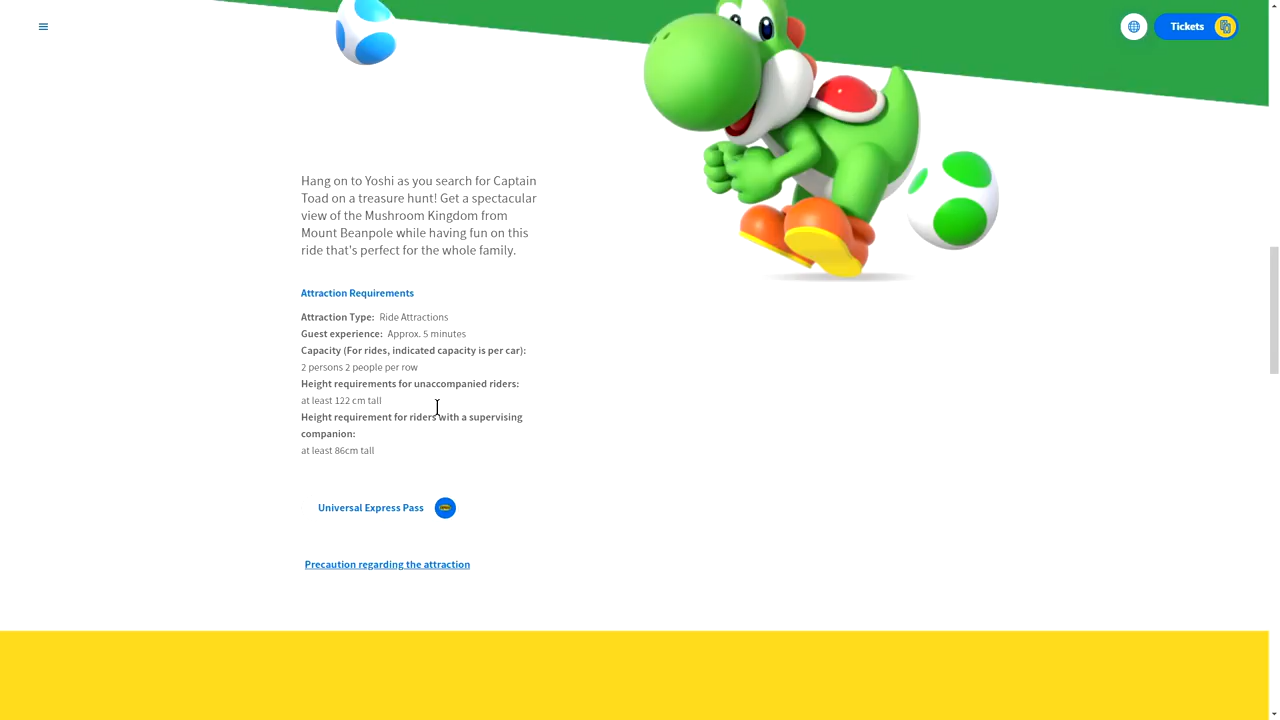 Tickets
Hang on to Yoshi as you search for Captain
Toad on a treasure hunt! Get a spectacular
view of the Mushroom Kingdom from
Mount Beanpole while having fun on this
ride that's perfect for the whole family.
Attraction Requirements
Attraction Type: Ride Attractions
Guest experience: Approx. 5 minutes
Capacity (For rides, indicated capacity is per car):
2 persons 2 people per row
Height requirements for unaccompanied riders:
at least 122 cm tall
Height requirement for riders with a supervising
companion:
at least 86cm tall
Universal Express Pass
Precaution regarding the attraction